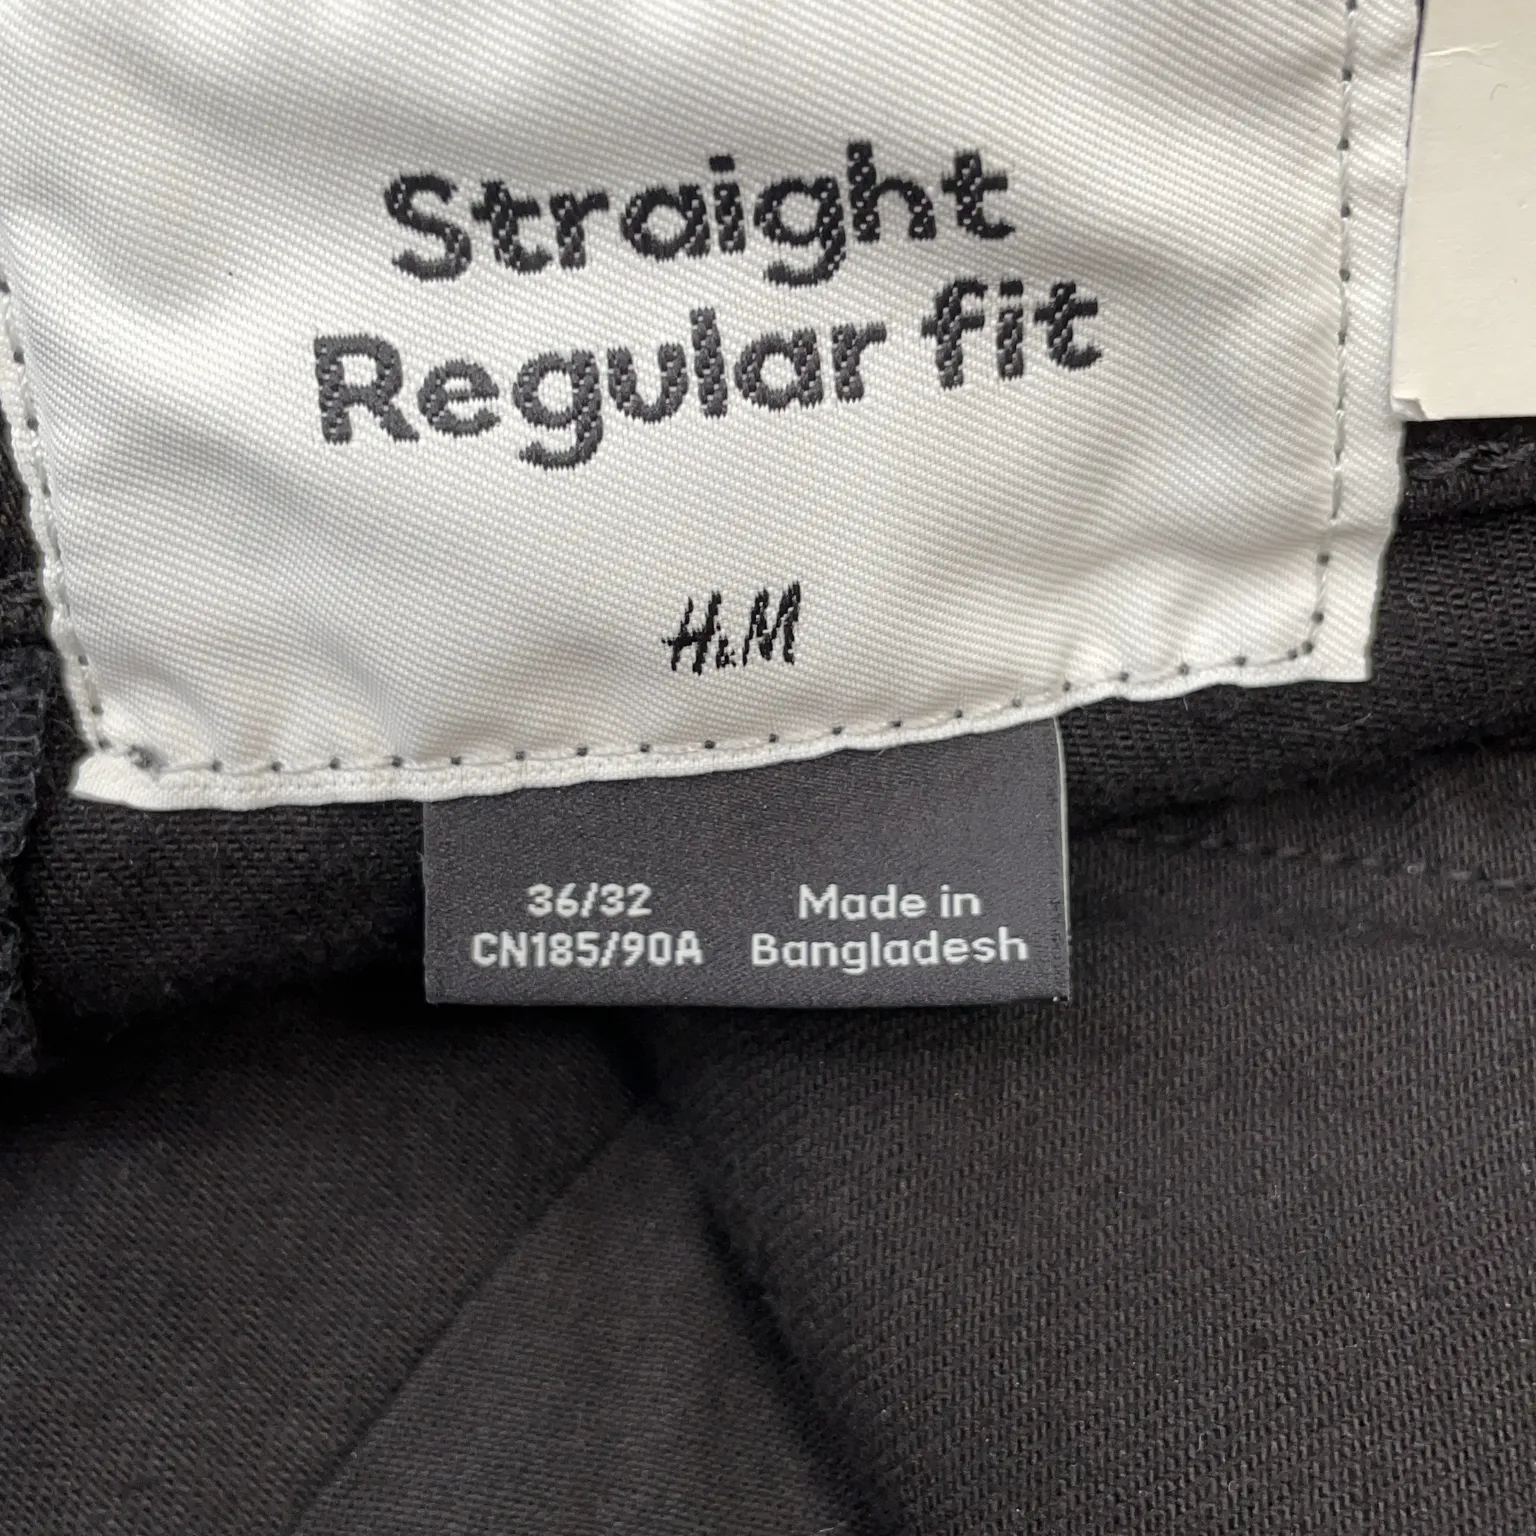 Straight
Regular fit
H&M
36/32
CN185/90A
Made in
Bangladesh